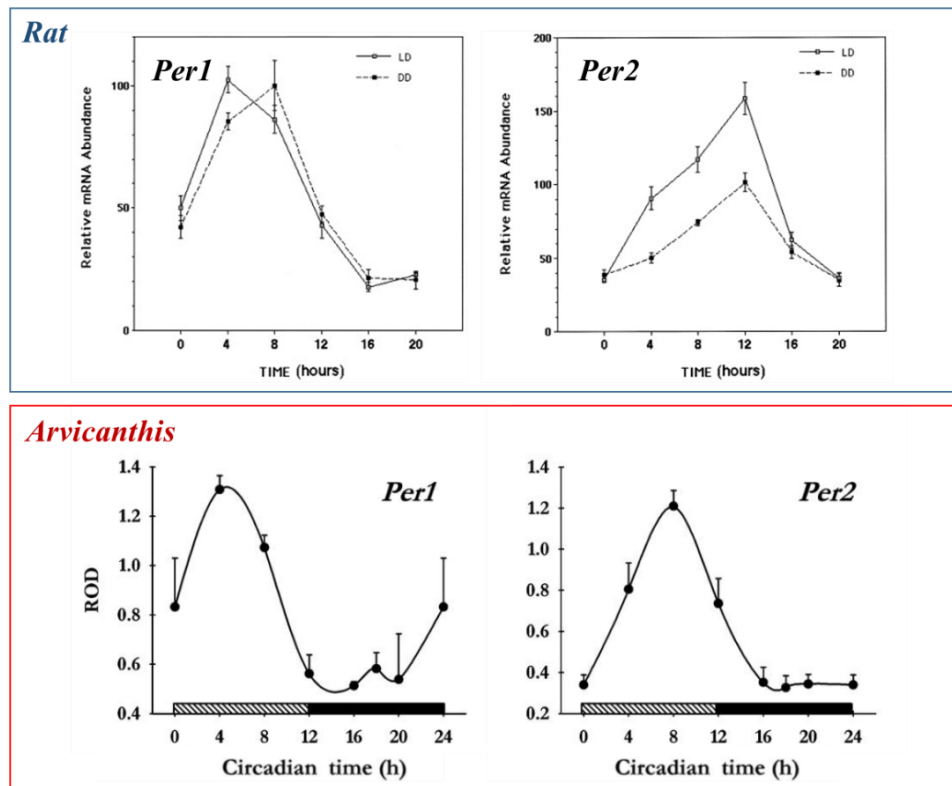 Rat
Per1
LD
DD
Relative mRNA Abundance
100
50
0
0 4 8 12 16 20
TIME (hours)
Per2
LD
DD
Relative mRNA Abundance
200
150
100
50
0
0 4 8 12 16 20
TIME (hours)
Arvicanthis
Per1
ROD
1.4
1.2
1.0
0.8
0.6
0.4
0 4 8 12 16 20 24
Circadian time (h)
Per2
1.4
1.2
1.0
0.8
0.6
0.4
0.2
0 4 8 12 16 20 24
Circadian time (h)